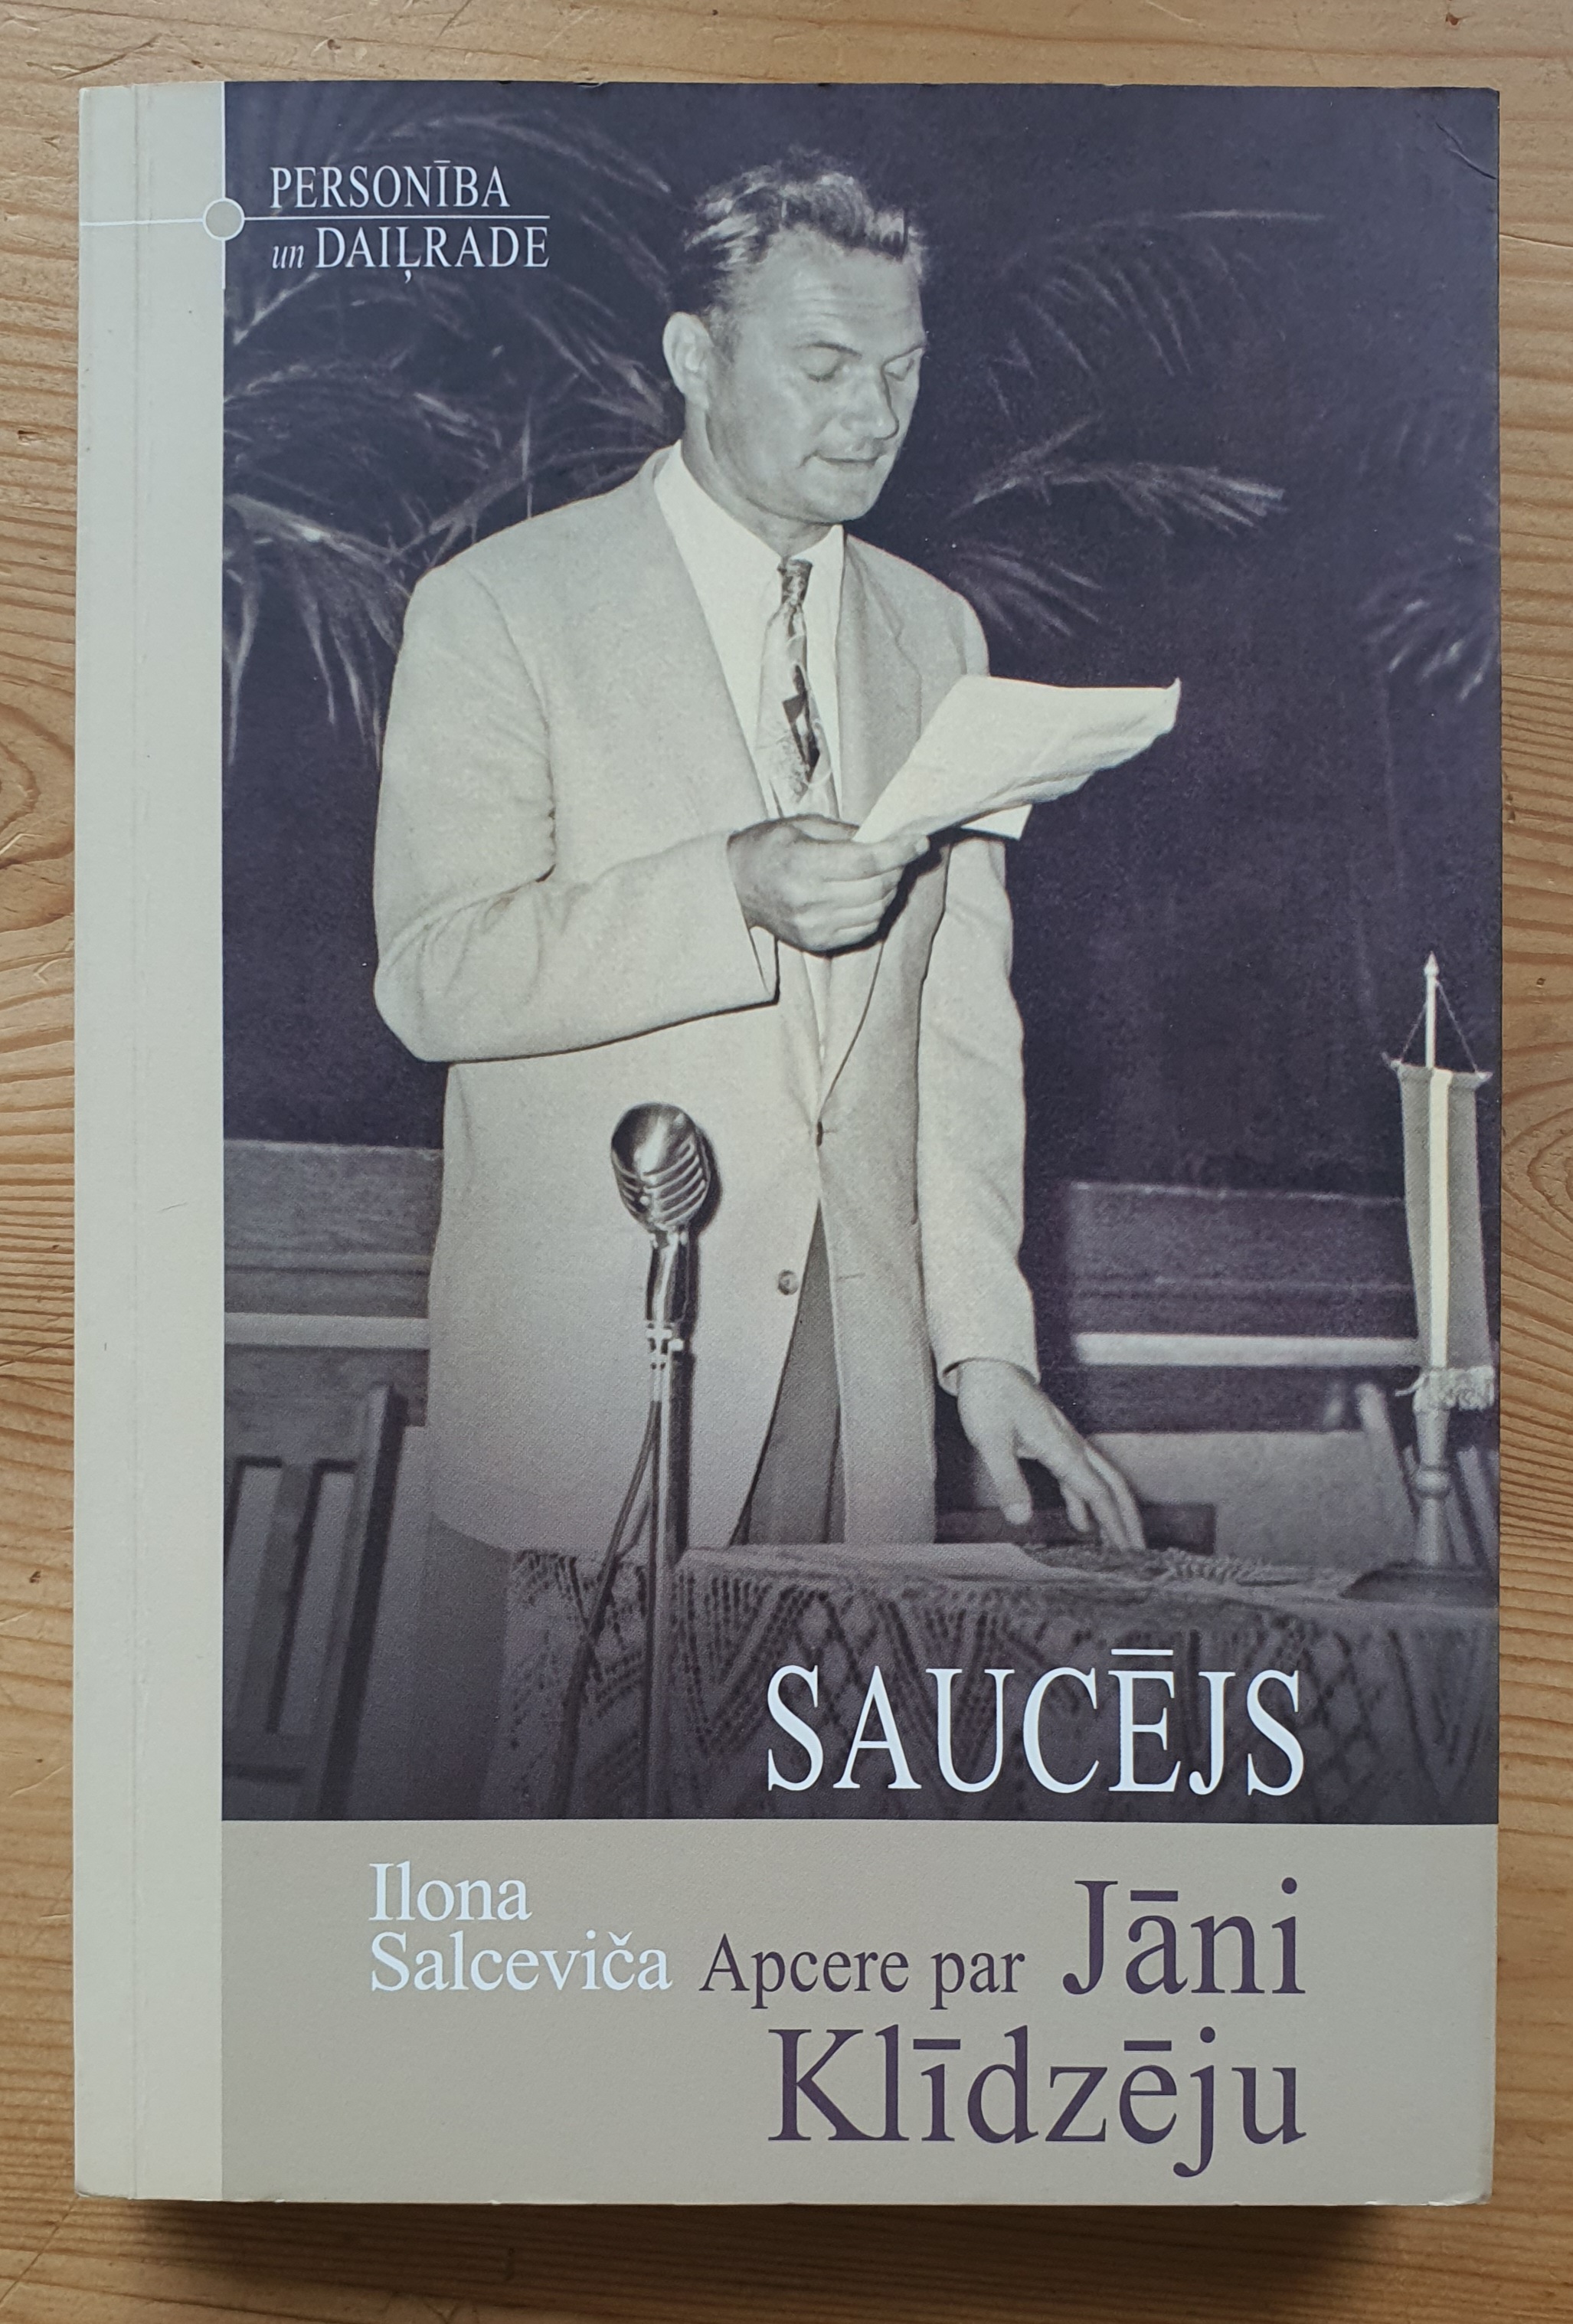 PERSONĪBA
un DAIĻRADE
SAUCĒJS
Ilona
Salceviča
Apcere par Jāni
Klīdzēju